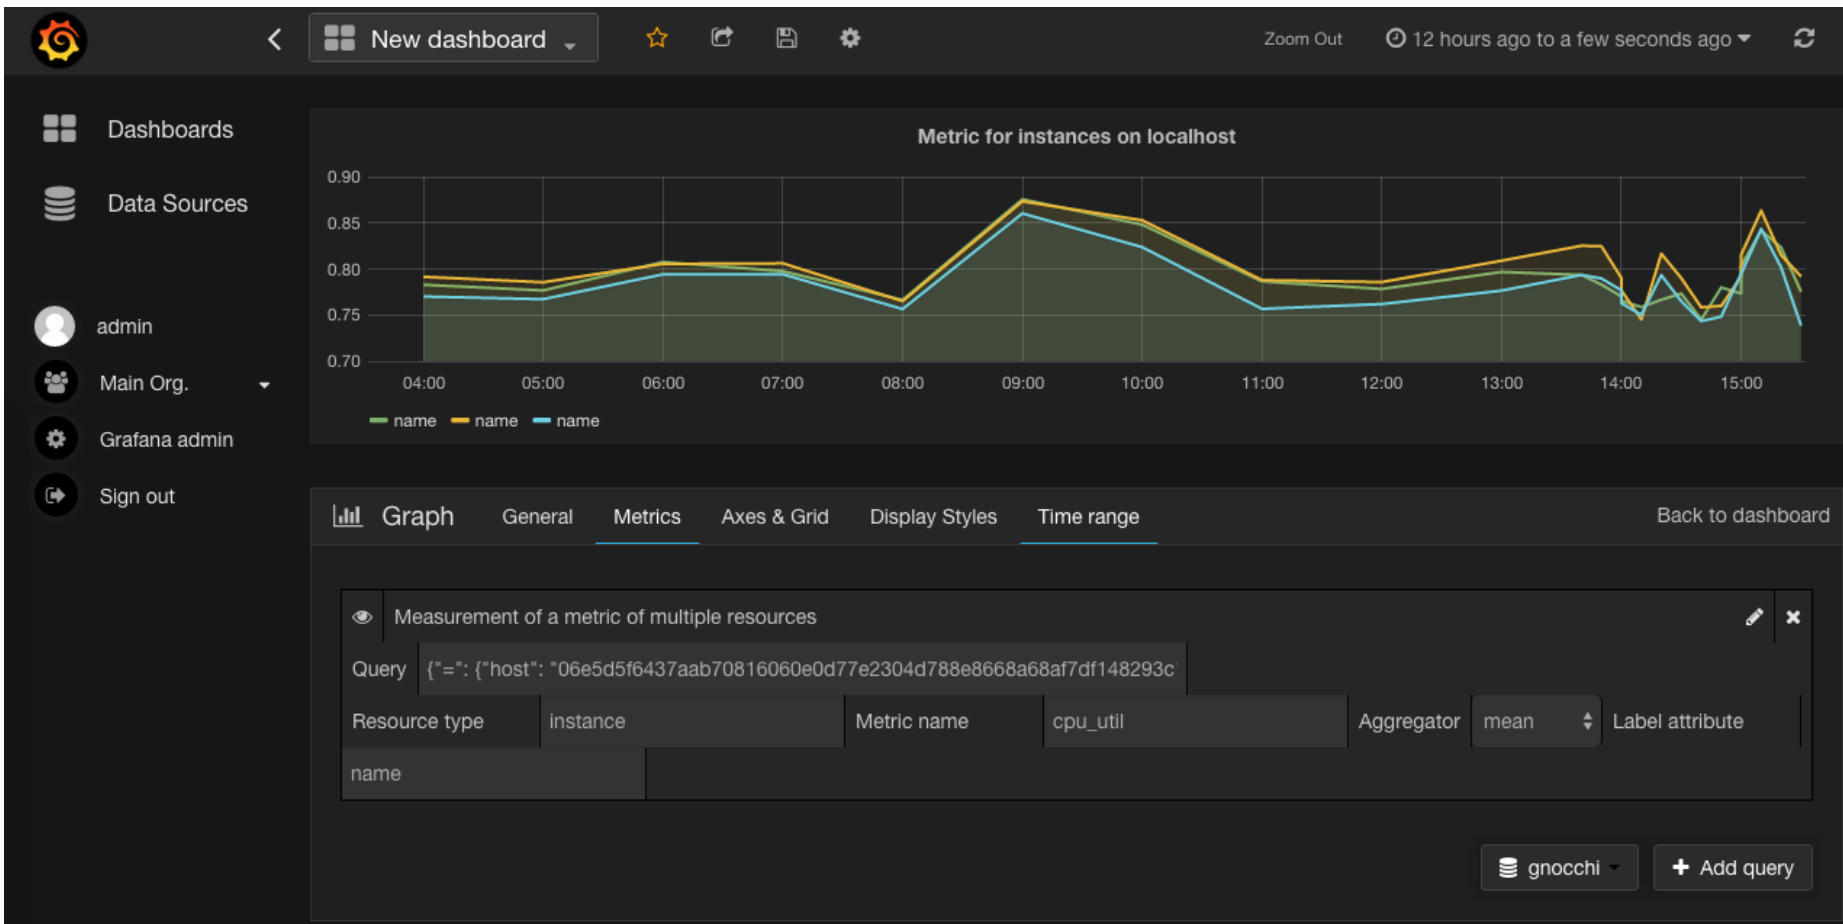 New dashboard
Zoom Out
12 hours ago to a few seconds ago
Dashboards
Data Sources
admin
Main Org.
Grafana admin
Sign out
Metric for instances on localhost
0.90
0.85
0.80
0.75
0.70
04:00 05:00 06:00 07:00 08:00 09:00 10:00 11:00 12:00 13:00 14:00 15:00
name name name
Graph General Metrics Axes & Grid Display Styles Time range Back to dashboard
Measurement of a metric of multiple resources
Query {"=": {"host": "06e5d5f6437aab70816060e0d77e2304d788e8668a68af7df148293c"
Resource type instance Metric name cpu_util Aggregator mean Label attribute
name
gnocchi Add query